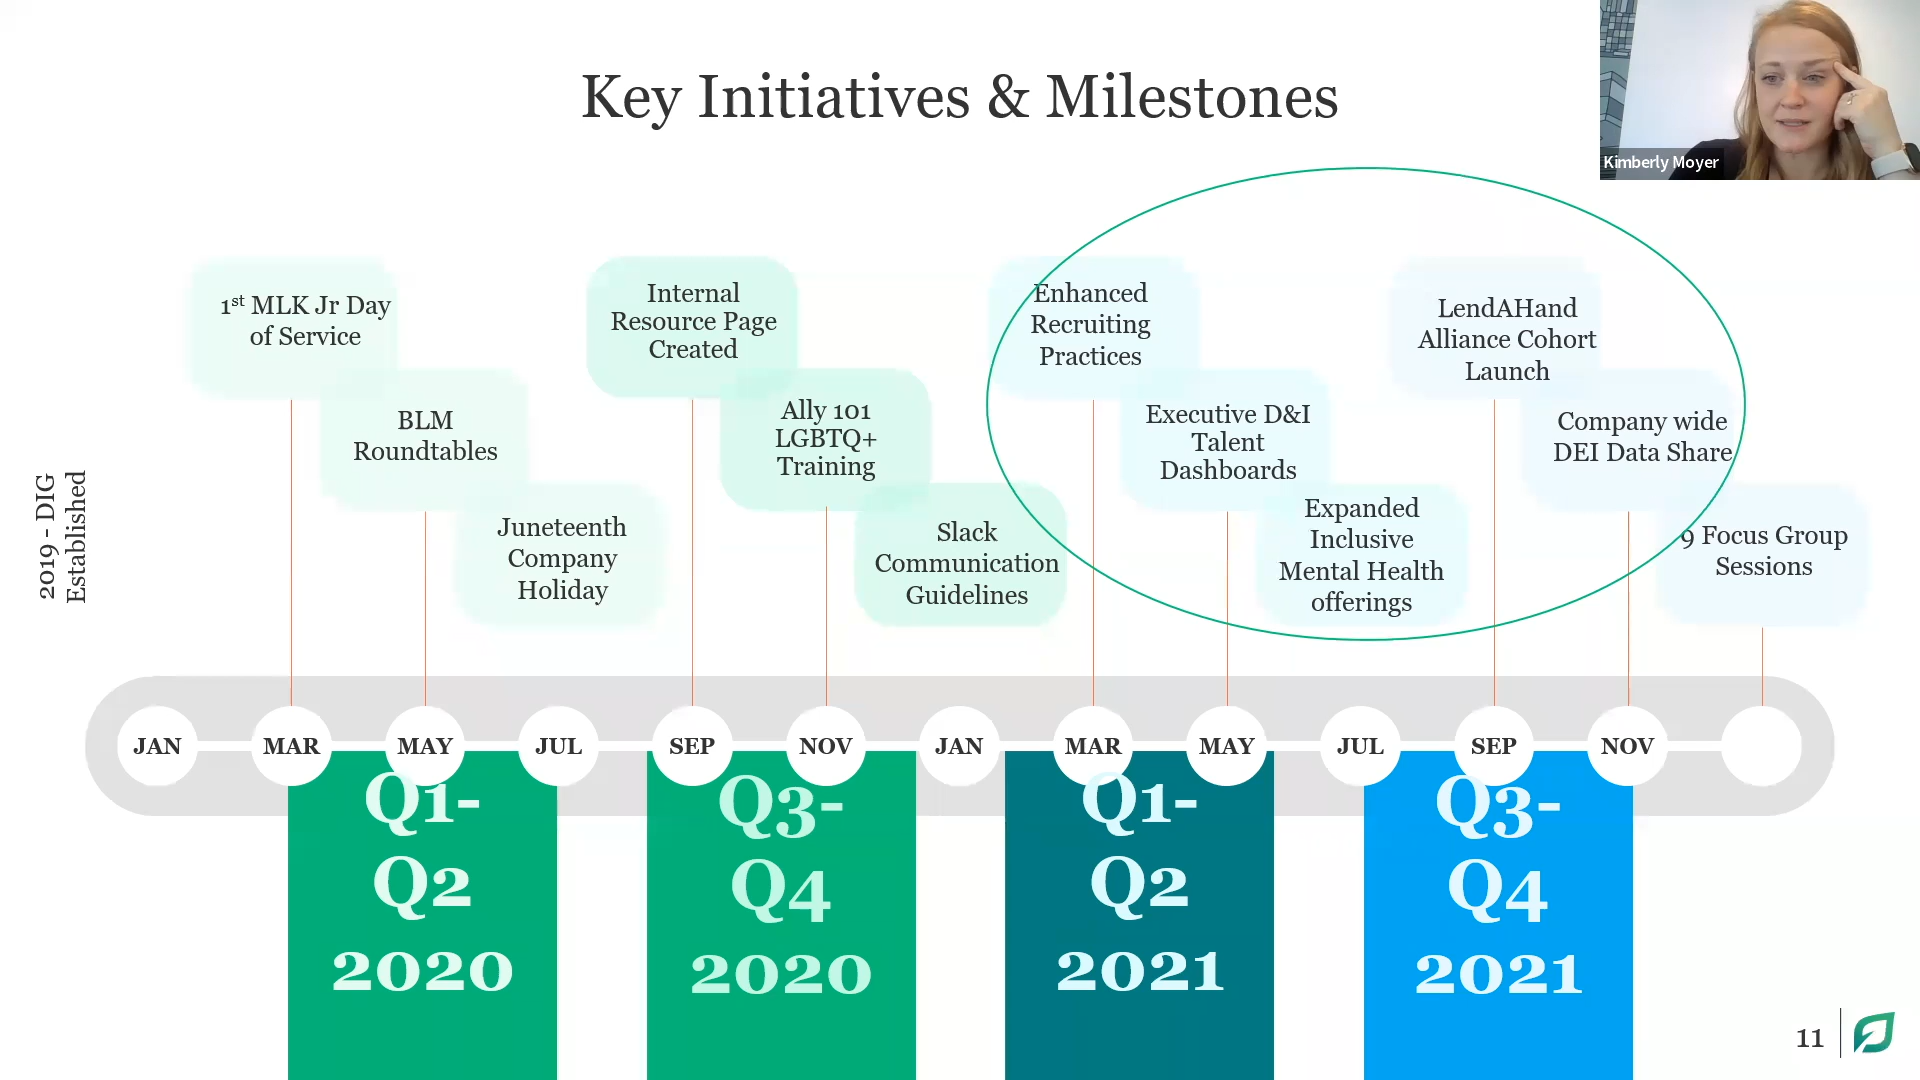 Key Initiatives & Milestones
Kimberly Moyer
2019 - DIG
Established
1st MLK Jr Day
of Service
BLM
Roundtables
Juneteenth
Company
Holiday
Internal
Resource Page
Created
Ally 101
LGBTQ+
Training
Slack
Communication
Guidelines
Enhanced
Recruiting
Practices
Executive D&I
Talent
Dashboards
Expanded
Inclusive
Mental Health
offerings
LendAHand
Alliance Cohort
Launch
Company wide
DEI Data Share
9 Focus Group
Sessions
JAN
MAR
MAY
JUL
SEP
NOV
JAN
MAR
MAY
JUL
SEP
NOV
Q1-
Q2
2020
Q3-
Q4
2020
Q1-
Q2
2021
Q3-
Q4
2021
11